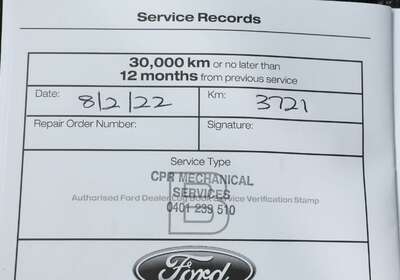 Service Records
30,000 km or no later than
12 months from previous service
Date: 8/2/22 Km: 3721
Repair Order Number: Signature:
Service Type
B
CPR MECHANICAL
SERVICES
Authorised Ford Dealer Log Book Service Verification Stamp
0401 239 510
Ford